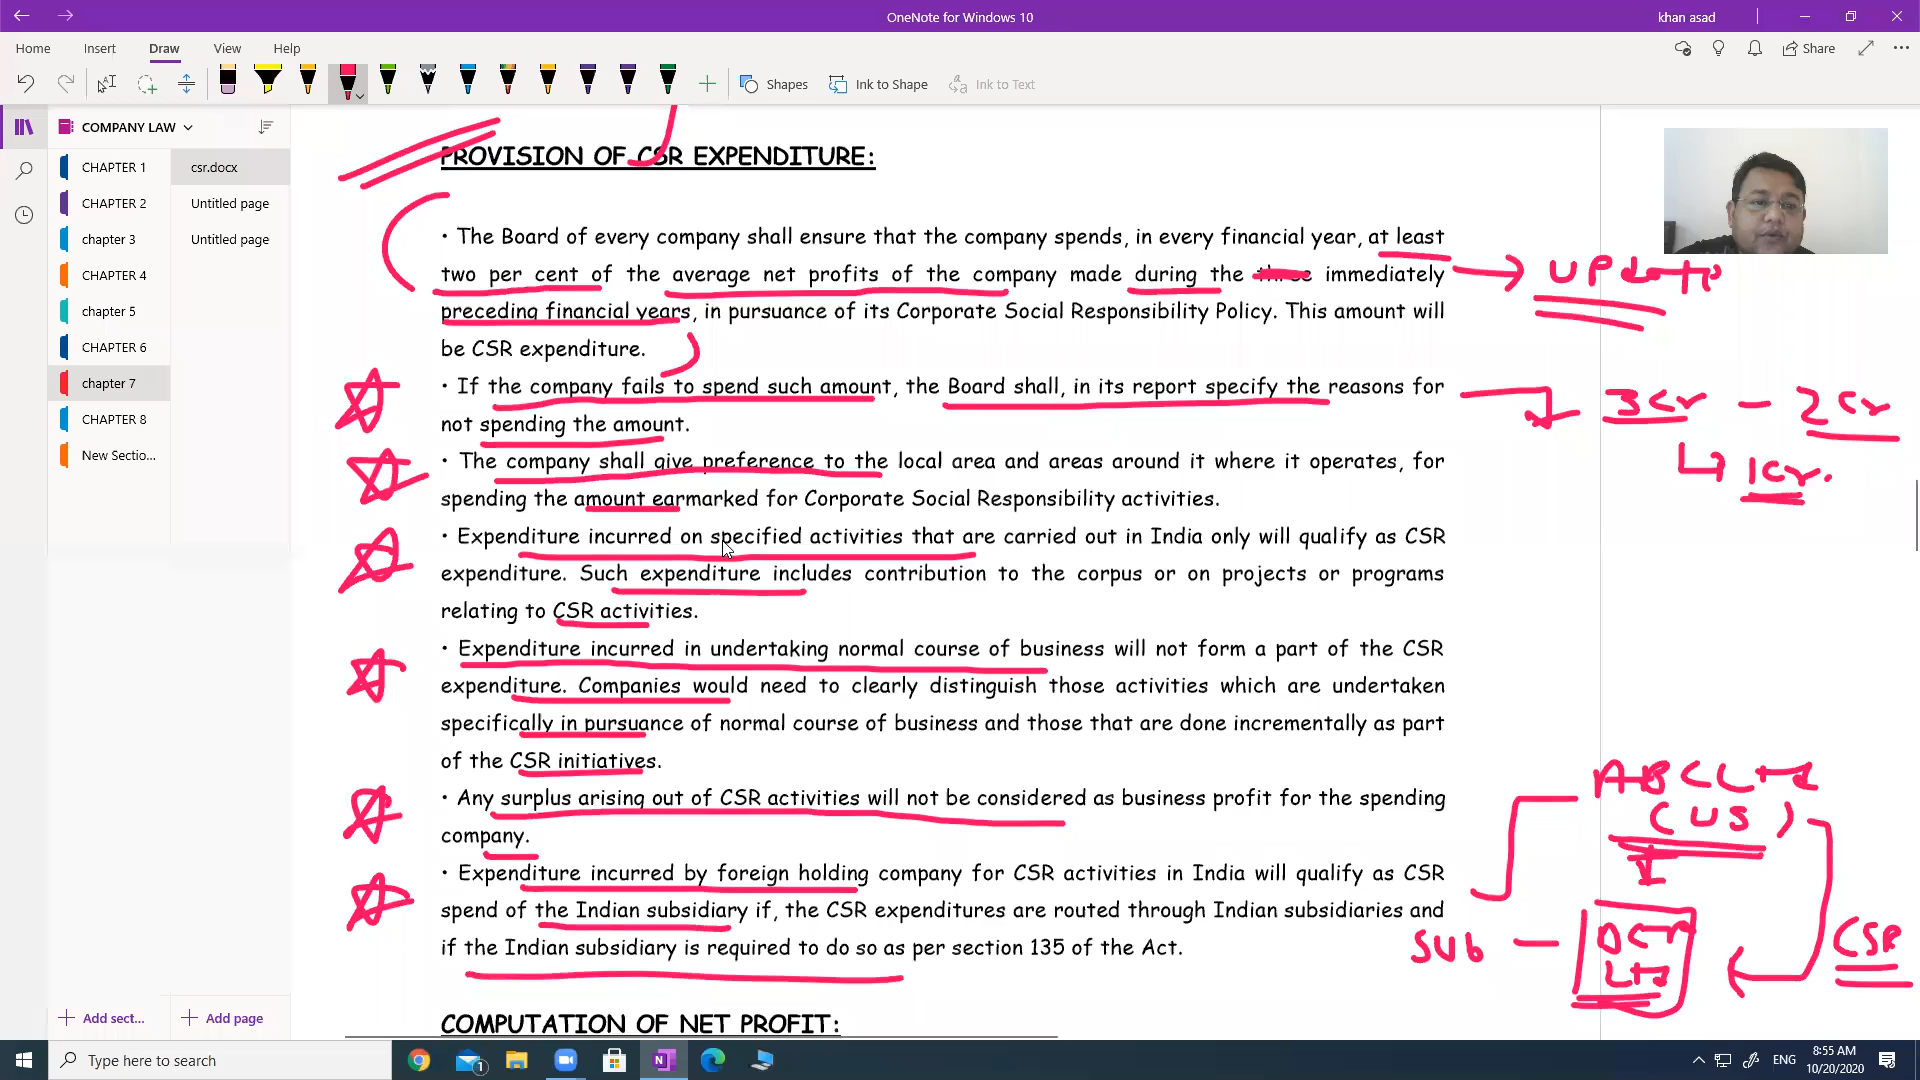 OneNote for Windows 10
khan asad
Home Insert Draw View Help
Share
Shapes Ink to Shape Ink to Text
COMPANY LAW
CHAPTER 1
CHAPTER 2
chapter 3
CHAPTER 4
chapter 5
CHAPTER 6
chapter 7
CHAPTER 8
New Sectio...
csr.docx
Untitled page
Untitled page
PROVISION OF CSR EXPENDITURE:
• The Board of every company shall ensure that the company spends, in every financial year, at least
two per cent of the average net profits of the company made during the three immediately
preceding financial years, in pursuance of its Corporate Social Responsibility Policy. This amount will
be CSR expenditure.
• If the company fails to spend such amount, the Board shall, in its report specify the reasons for
not spending the amount.
• The company shall give preference to the local area and areas around it where it operates, for
spending the amount earmarked for Corporate Social Responsibility activities.
• Expenditure incurred on specified activities that are carried out in India only will qualify as CSR
expenditure. Such expenditure includes contribution to the corpus or on projects or programs
relating to CSR activities.
• Expenditure incurred in undertaking normal course of business will not form a part of the CSR
expenditure. Companies would need to clearly distinguish those activities which are undertaken
specifically in pursuance of normal course of business and those that are done incrementally as part
of the CSR initiatives.
• Any surplus arising out of CSR activities will not be considered as business profit for the spending
company.
• Expenditure incurred by foreign holding company for CSR activities in India will qualify as CSR
spend of the Indian subsidiary if, the CSR expenditures are routed through Indian subsidiaries and
if the Indian subsidiary is required to do so as per section 135 of the Act.
COMPUTATION OF NET PROFIT:
3Cr - 2Cr
1Cr.
ABC Ltd
(US)
Sub
Ltd
CSR
Add sect...
Add page
Type here to search
1
N
ENG
8:55 AM
10/20/2020